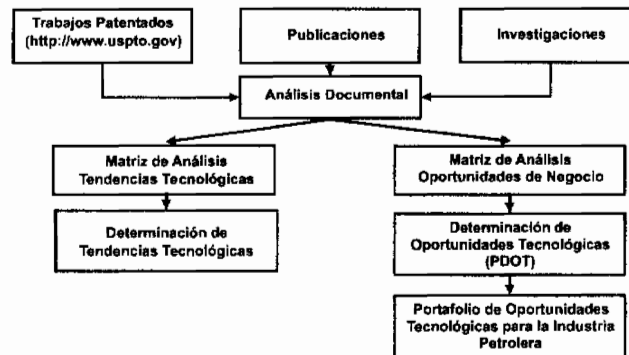 Trabajos Patentados
(http://www.uspto.gov)
Publicaciones
Investigaciones
Análisis Documental
Matriz de Análisis
Tendencias Tecnológicas
Matriz de Análisis
Oportunidades de Negocio
Determinación de
Tendencias Tecnológicas
Determinación de
Oportunidades Tecnológicas
(PDOT)
Portafolio de Oportunidades
Tecnológicas para la Industria
Petrolera